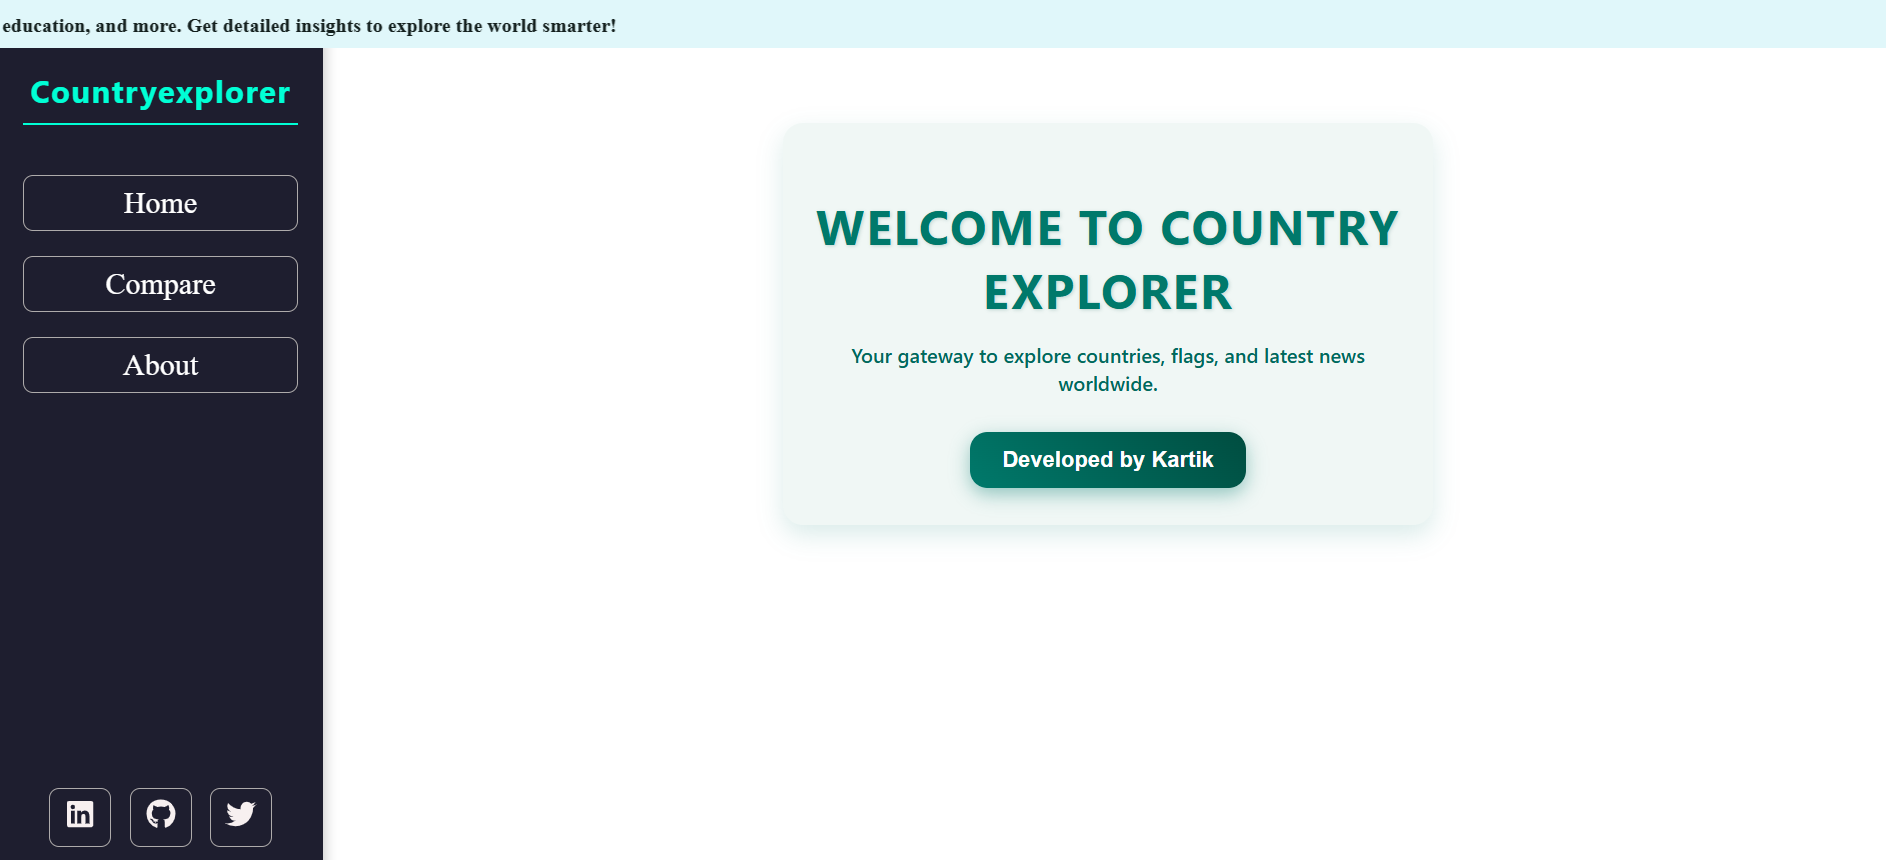 education, and more. Get detailed insights to explore the world smarter!
Countryexplorer
Home
Compare
About
WELCOME TO COUNTRY
EXPLORER
Your gateway to explore countries, flags, and latest news
worldwide.
Developed by Kartik
in